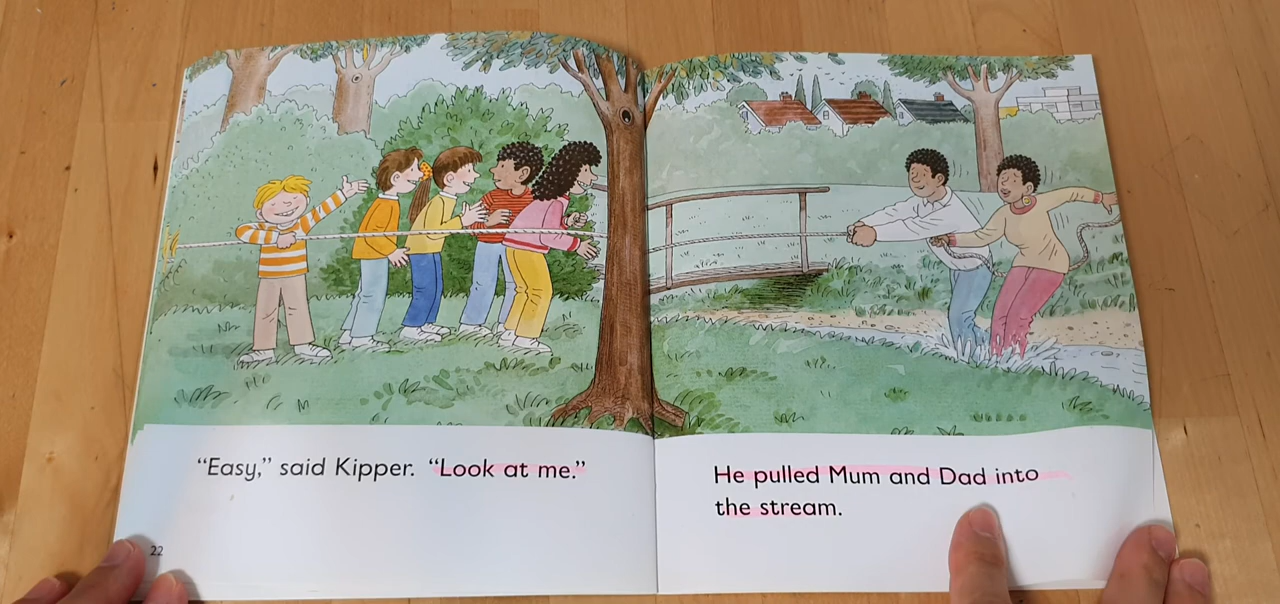 “Easy,” said Kipper. “Look at me.”
22
He pulled Mum and Dad into
the stream.